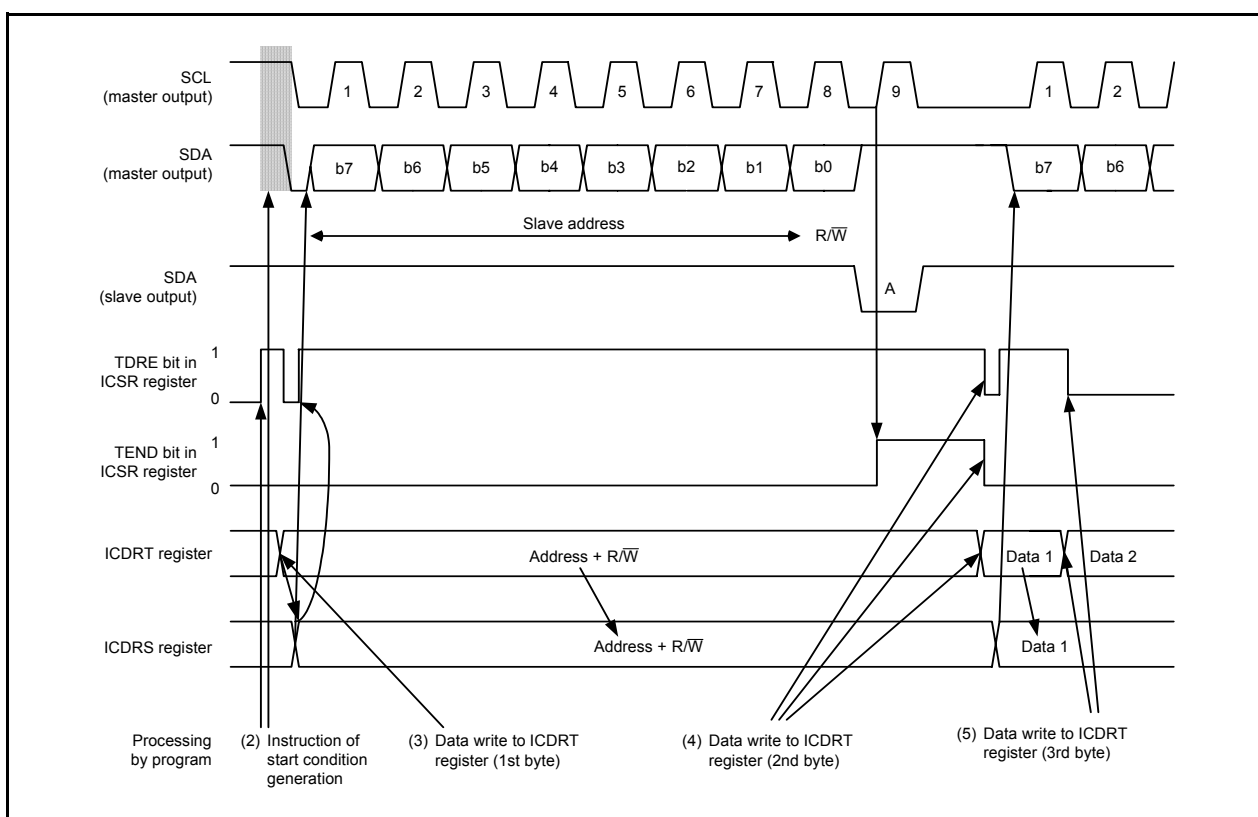 SCL
(master output)
1 2 3 4 5 6 7 8 9 1 2
SDA
(master output)
b7 b6 b5 b4 b3 b2 b1 b0 b7 b6
Slave address
R/W̅
SDA
(slave output)
A
TDRE bit in
ICSR register
1
0
TEND bit in
ICSR register
1
0
ICDRT register
Address + R/W̅
Data 1
Data 2
ICDRS register
Address + R/W̅
Data 1
Processing
by program
(2) Instruction of
start condition
generation
(3) Data write to ICDRT
register (1st byte)
(4) Data write to ICDRT
register (2nd byte)
(5) Data write to ICDRT
register (3rd byte)